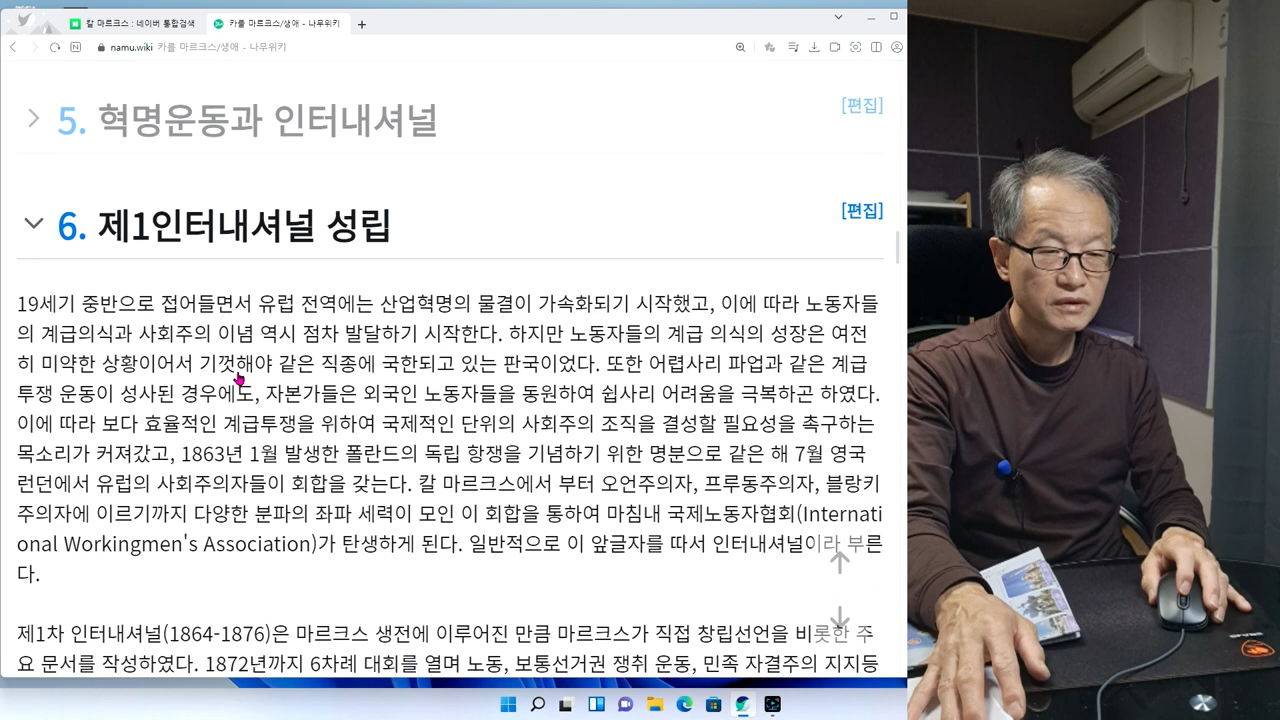 칼 마르크스 : 네이버 통합검색
카를 마르크스/생애 - 나무위키
namu.wiki 카를 마르크스/생애 - 나무위키
5. 혁명운동과 인터내셔널
[편집]
6. 제1인터내셔널 성립
[편집]
19세기 중반으로 접어들면서 유럽 전역에는 산업혁명의 물결이 가속화되기 시작했고, 이에 따라 노동자들
의 계급의식과 사회주의 이념 역시 점차 발달하기 시작한다. 하지만 노동자들의 계급 의식의 성장은 여전
히 미약한 상황이어서 기껏해야 같은 직종에 국한되고 있는 판국이었다. 또한 어렵사리 파업과 같은 계급
투쟁 운동이 성사된 경우에도, 자본가들은 외국인 노동자들을 동원하여 쉽사리 어려움을 극복하곤 하였다.
이에 따라 보다 효율적인 계급투쟁을 위하여 국제적인 단위의 사회주의 조직을 결성할 필요성을 촉구하는
목소리가 커져갔고, 1863년 1월 발생한 폴란드의 독립 항쟁을 기념하기 위한 명분으로 같은 해 7월 영국
런던에서 유럽의 사회주의자들이 회합을 갖는다. 칼 마르크스에서 부터 오언주의자, 프루동주의자, 블랑키
주의자에 이르기까지 다양한 분파의 좌파 세력이 모인 이 회합을 통하여 마침내 국제노동자협회(Internati
onal Workingmen's Association)가 탄생하게 된다. 일반적으로 이 앞글자를 따서 인터내셔널이라 부른
다.
제1차 인터내셔널(1864-1876)은 마르크스 생전에 이루어진 만큼 마르크스가 직접 창립선언을 비롯한 주
요 문서를 작성하였다. 1872년까지 6차례 대회를 열며 노동, 보통선거권 쟁취 운동, 민족 자결주의 지지등